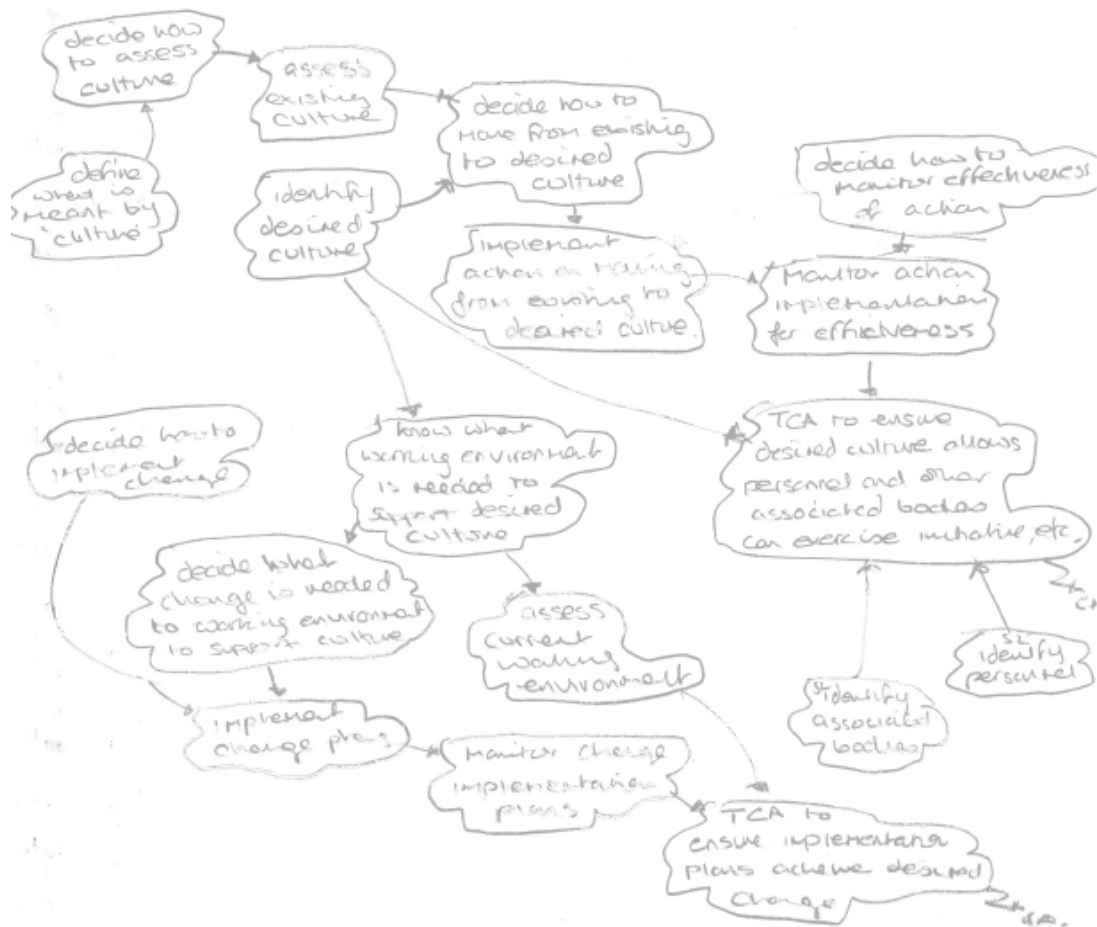 decide how
to assess
culture
assess
existing
culture
decide how to
move from existing
to desired
culture
decide how to
monitor effectiveness
of action
define
what is
meant by
'culture'
identify
desired
culture
implement
action on moving
from existing to
desired culture.
Monitor action
implementation
for effectiveness
decide how to
implement
change
know what
working environment
is needed to
support desired
culture
TCA to ensure
desired culture allows
personnel and other
associated bodies
can exercise initiative, etc.
decide what
change is needed
to working environment
to support culture
assess
current
working
environment
identify
personnel
identify
associated
bodies
implement
change plans
Monitor change
implementation
plans
TCA to
ensure implementation
plans achieve desired
change